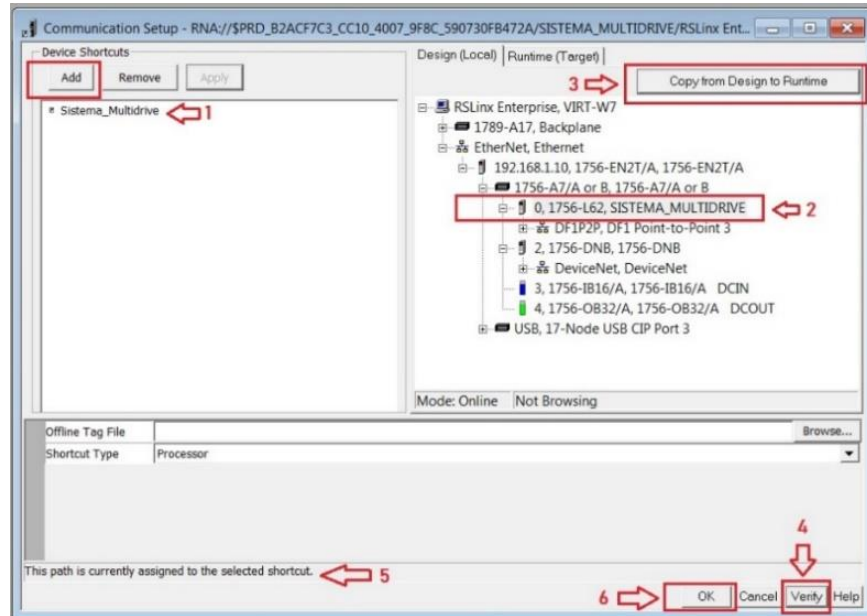 Communication Setup - RNA://$PRD_B2ACF7C3_CC10_4007_9F8C_590730FB472A/SISTEMA_MULTIDRIVE/RSLinx Ent...
Device Shortcuts
Add Remove Apply
Sistema_Multidrive 1
Design (Local) Runtime (Target)
3 Copy from Design to Runtime
RSLinx Enterprise, VIRT-W7
1789-A17, Backplane
EtherNet, Ethernet
192.168.1.10, 1756-EN2T/A, 1756-EN2T/A
1756-A7/A or B, 1756-A7/A or B
0, 1756-L62, SISTEMA_MULTIDRIVE 2
DF1P2P, DF1 Point-to-Point 3
2, 1756-DNB, 1756-DNB
DeviceNet, DeviceNet
3, 1756-IB16/A, 1756-IB16/A DCIN
4, 1756-OB32/A, 1756-OB32/A DCOUT
USB, 17-Node USB CIP Port 3
Mode: Online Not Browsing
Offline Tag File Browse...
Shortcut Type Processor
4
This path is currently assigned to the selected shortcut. 5
6 OK Cancel Verify Help